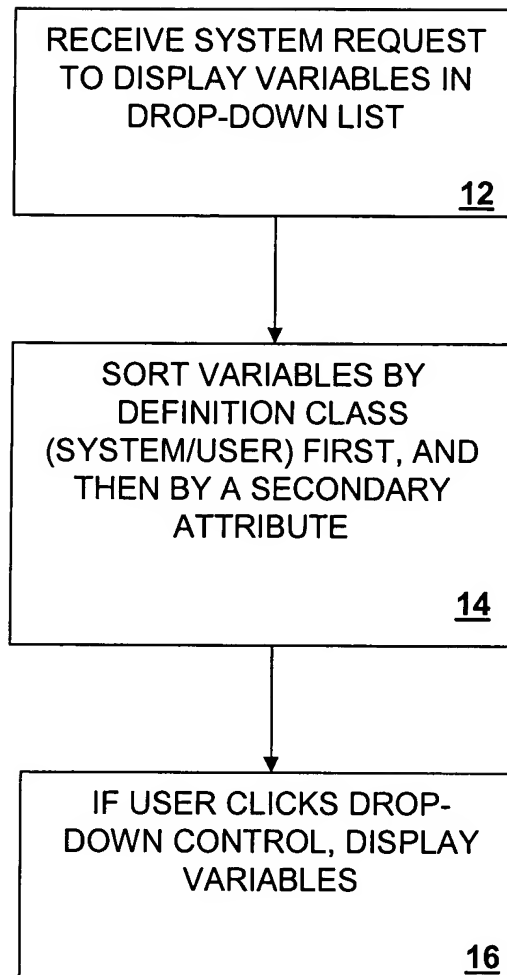 RECEIVE SYSTEM REQUEST
TO DISPLAY VARIABLES IN
DROP-DOWN LIST
12
SORT VARIABLES BY
DEFINITION CLASS
(SYSTEM/USER) FIRST, AND
THEN BY A SECONDARY
ATTRIBUTE
14
IF USER CLICKS DROP-
DOWN CONTROL, DISPLAY
VARIABLES
16